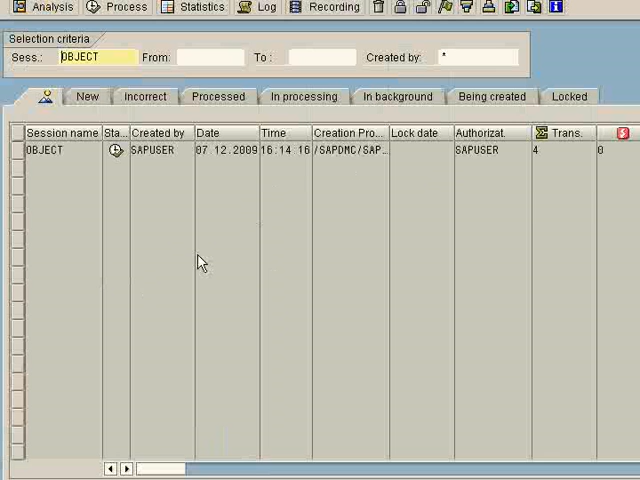 Analysis Process Statistics Log Recording
Selection criteria
Sess.: OBJECT From: To : Created by: *
New Incorrect Processed In processing In background Being created Locked
Session name Sta... Created by Date Time Creation Pro... Lock date Authorizat. Trans.
OBJECT SAPUSER 07.12.2009 16:14 16 /SAPDMC/SAP... SAPUSER 4 0